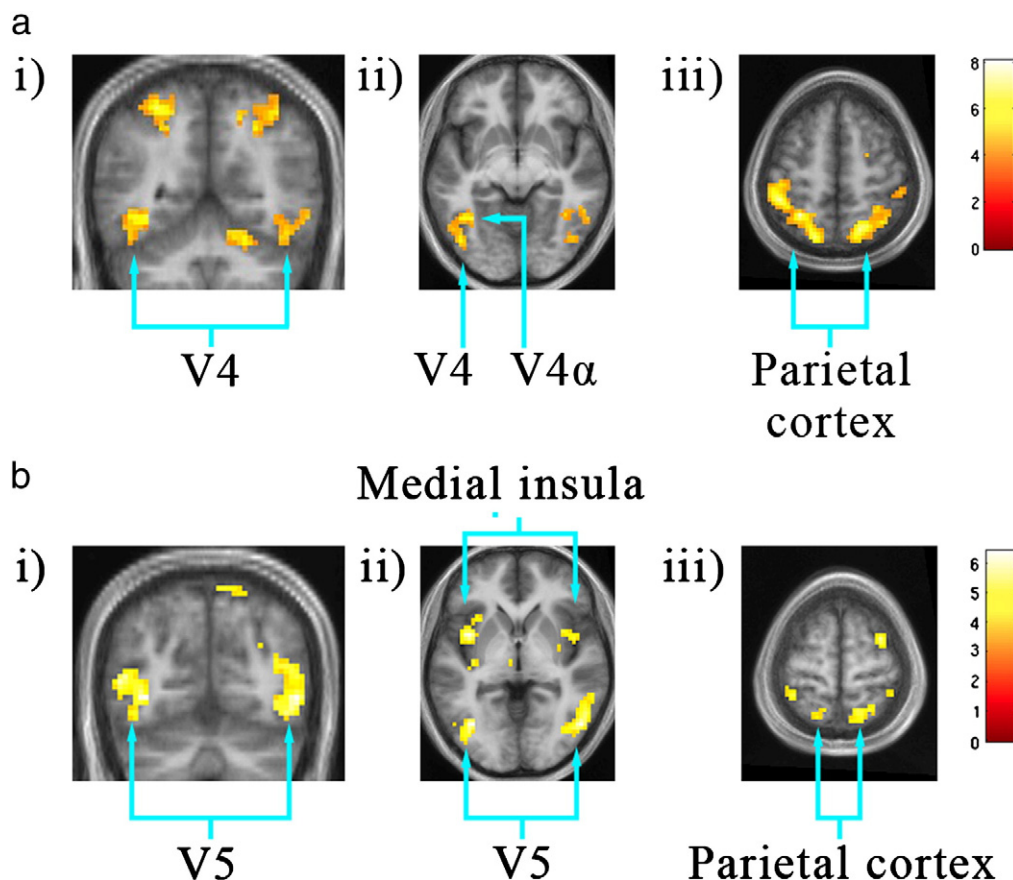 a
i)
ii)
iii)
8
6
4
2
0
V4
V4
V4α
Parietal
cortex
b
Medial insula
i)
ii)
iii)
6
5
4
3
2
1
0
V5
V5
Parietal cortex